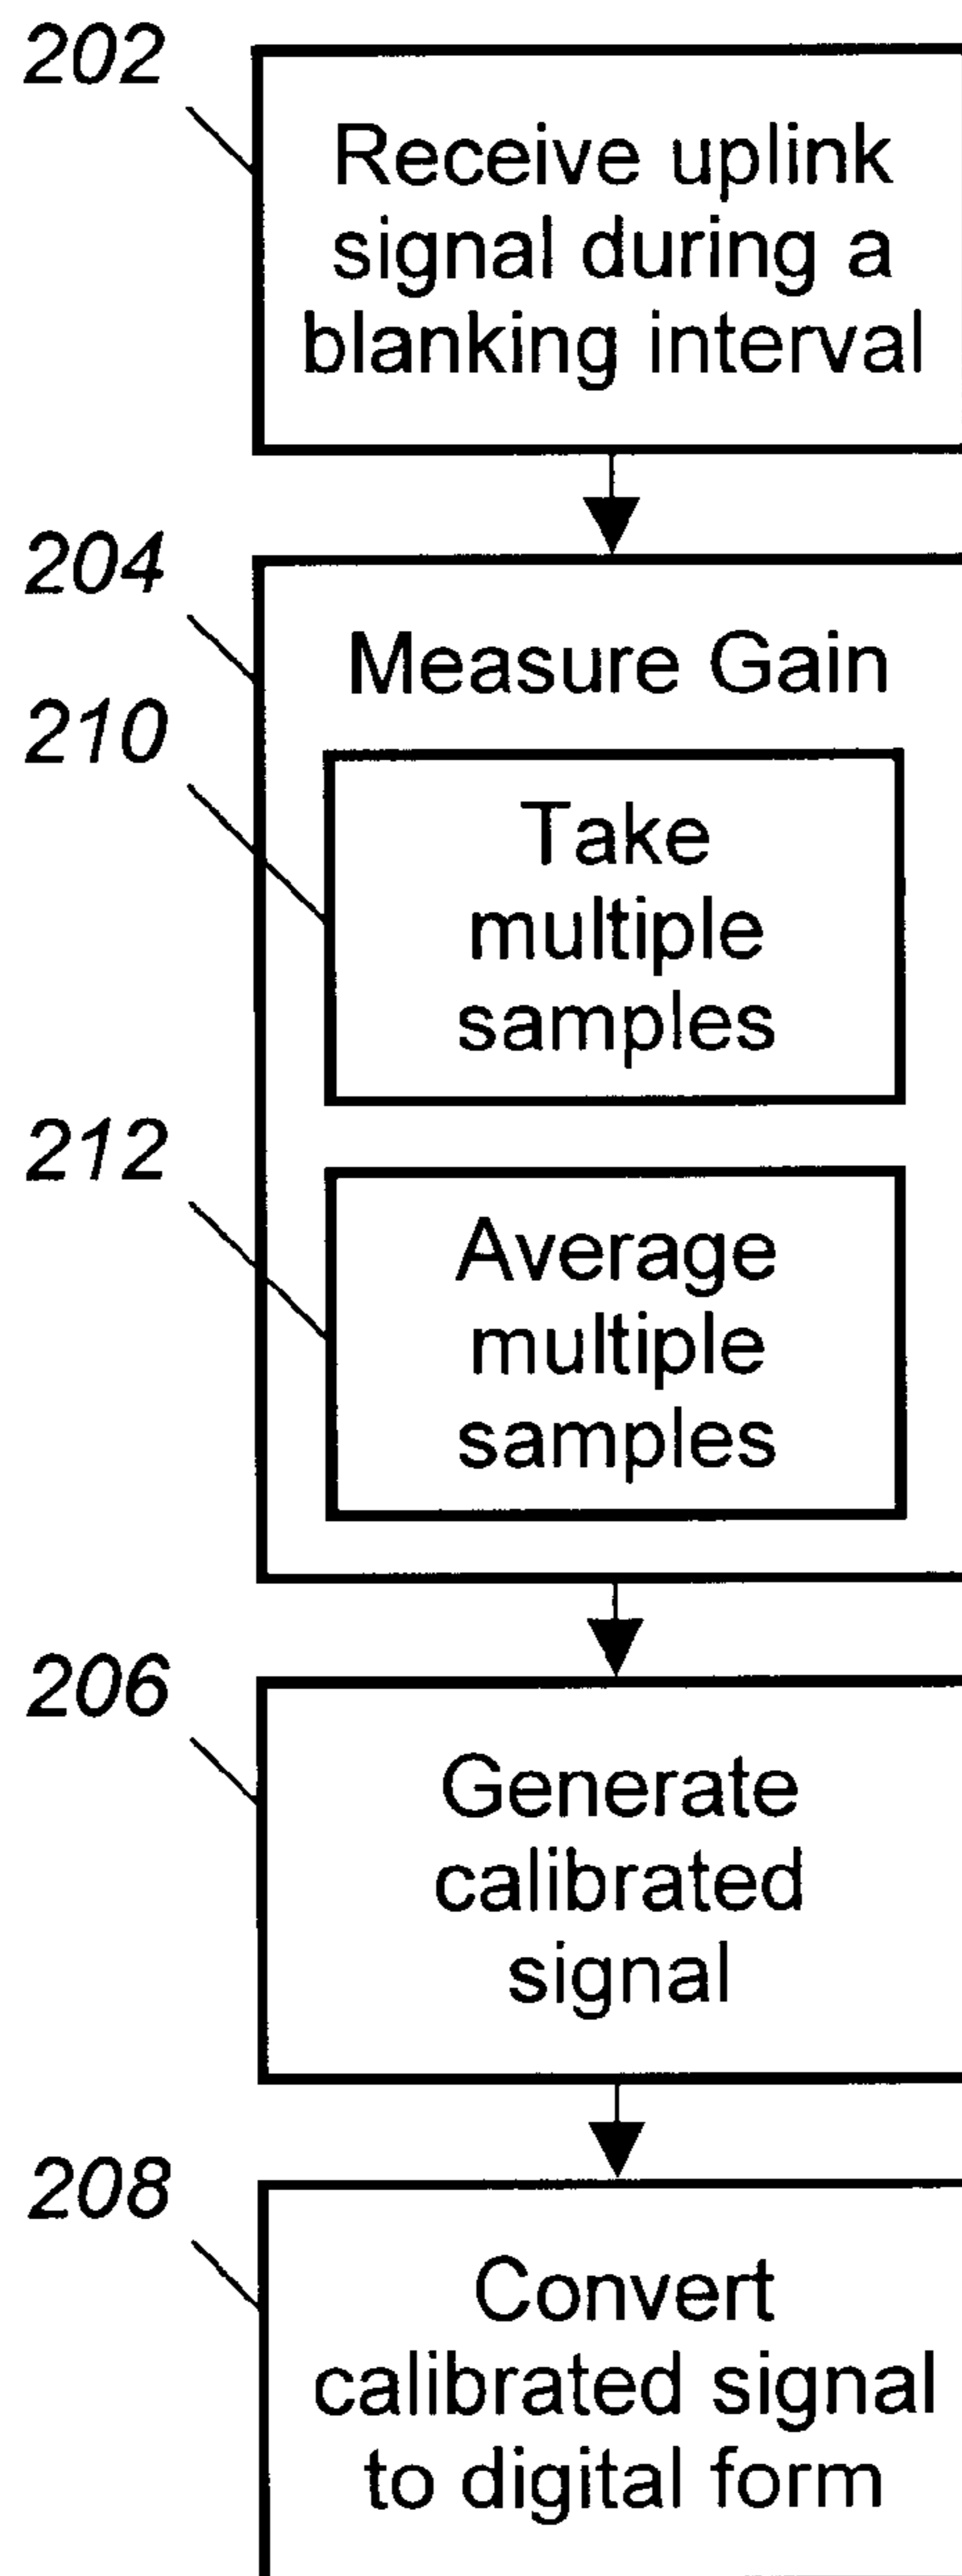 202
Receive uplink
signal during a
blanking interval
204
Measure Gain
210
Take
multiple
samples
212
Average
multiple
samples
206
Generate
calibrated
signal
208
Convert
calibrated signal
to digital form